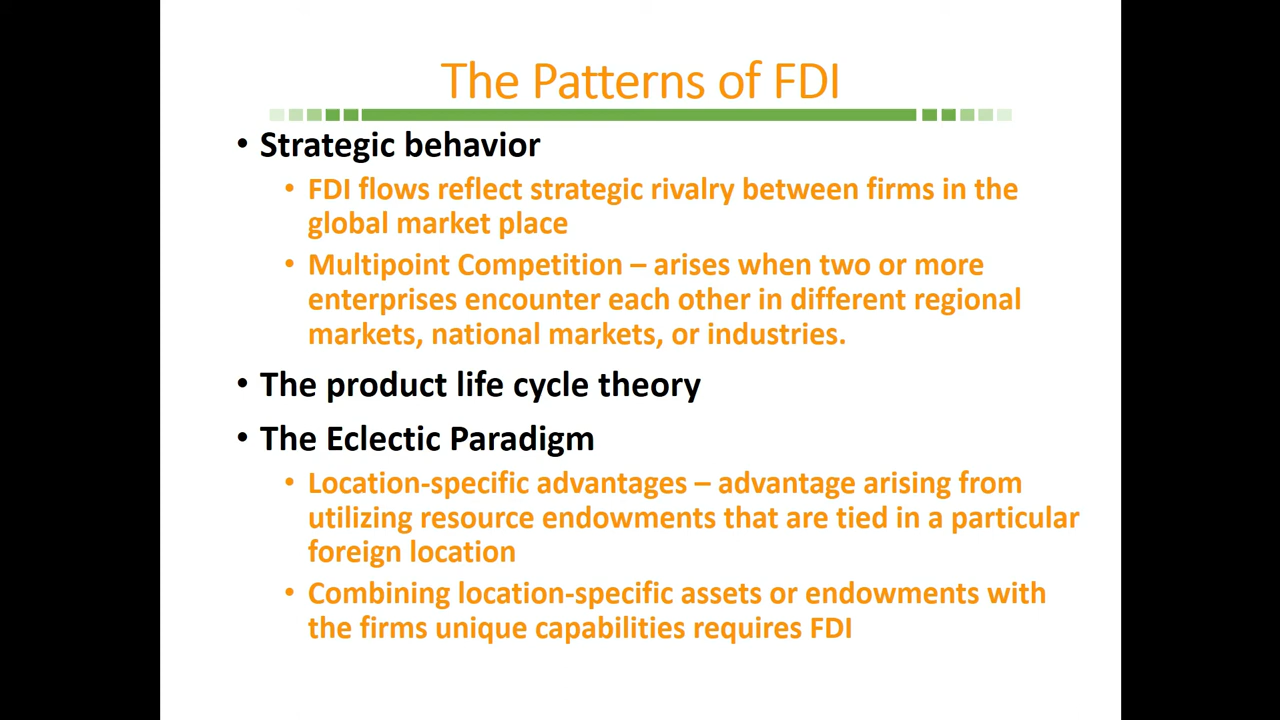 The Patterns of FDI
• Strategic behavior
• FDI flows reflect strategic rivalry between firms in the
global market place
• Multipoint Competition – arises when two or more
enterprises encounter each other in different regional
markets, national markets, or industries.
• The product life cycle theory
• The Eclectic Paradigm
• Location-specific advantages – advantage arising from
utilizing resource endowments that are tied in a particular
foreign location
• Combining location-specific assets or endowments with
the firms unique capabilities requires FDI